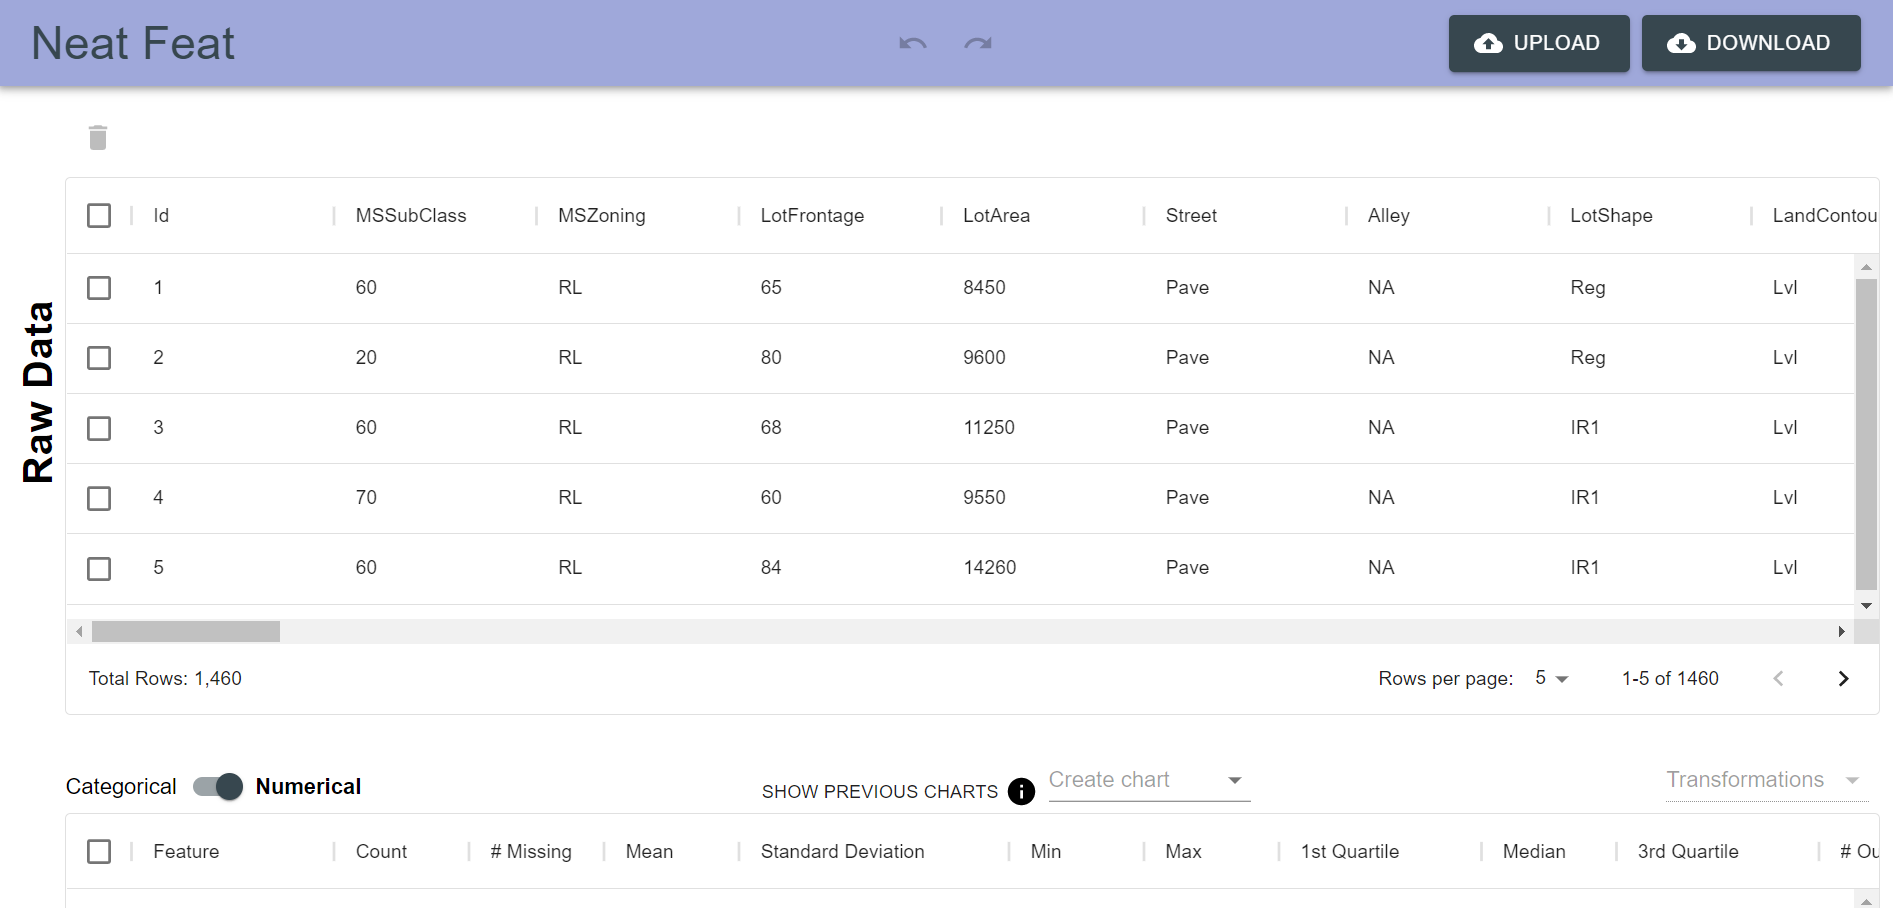 Neat Feat UPLOAD DOWNLOAD
Raw Data
Id MSSubClass MSZoning LotFrontage LotArea Street Alley LotShape LandContou
1 60 RL 65 8450 Pave NA Reg Lvl
2 20 RL 80 9600 Pave NA Reg Lvl
3 60 RL 68 11250 Pave NA IR1 Lvl
4 70 RL 60 9550 Pave NA IR1 Lvl
5 60 RL 84 14260 Pave NA IR1 Lvl
Total Rows: 1,460 Rows per page: 5 1-5 of 1460
Categorical Numerical SHOW PREVIOUS CHARTS Create chart Transformations
Feature Count # Missing Mean Standard Deviation Min Max 1st Quartile Median 3rd Quartile # Ou